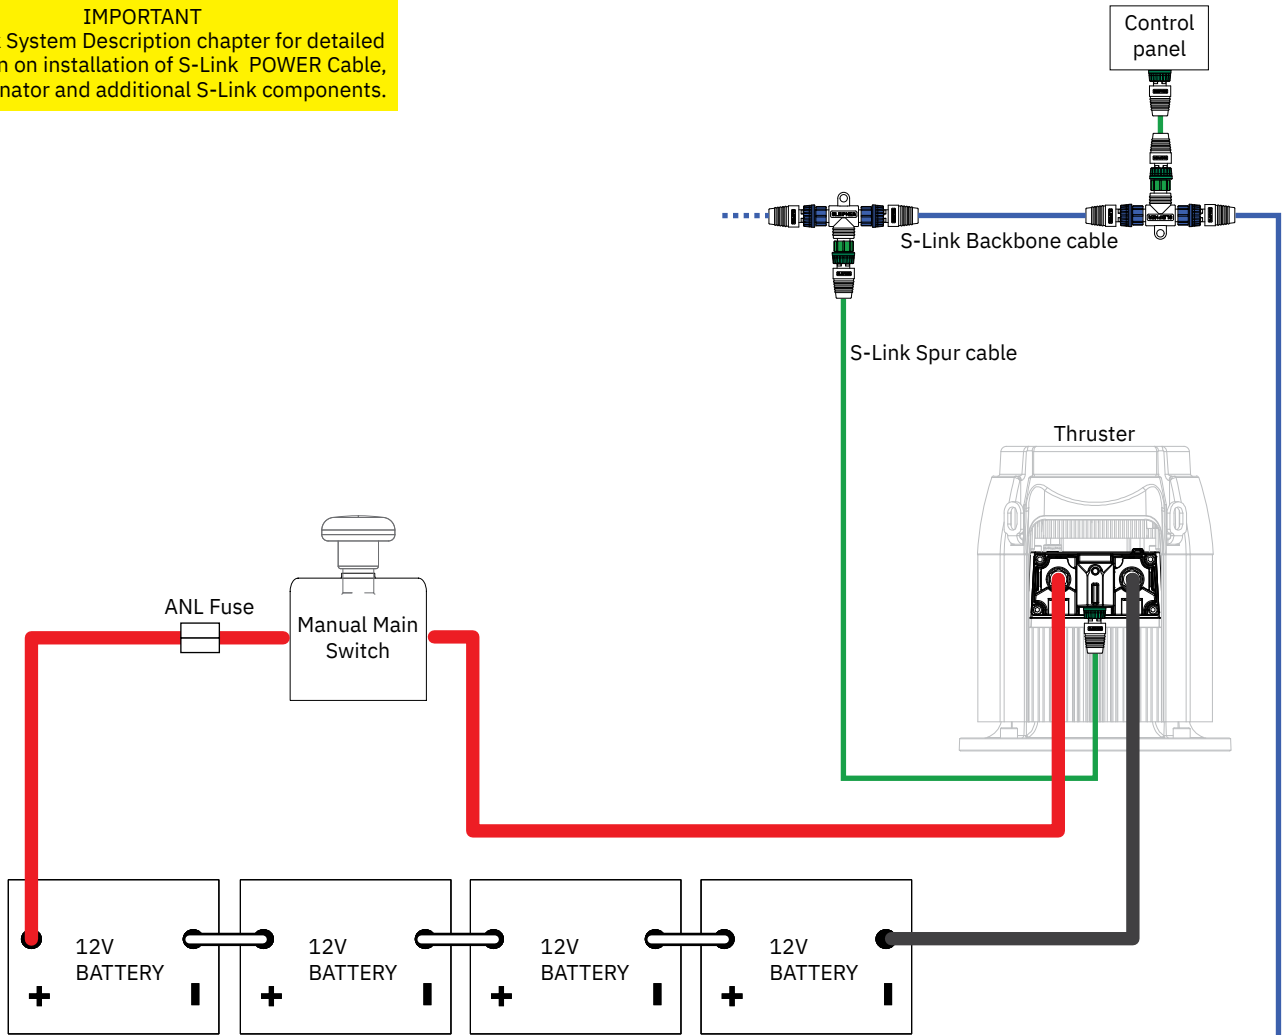 IMPORTANT
System Description chapter for detailed
on installation of S-Link POWER Cable,
and additional S-Link components.
Control
panel
S-Link Backbone cable
S-Link Spur cable
Thruster
ANL Fuse
Manual Main
Switch
12V
BATTERY
+
-
12V
BATTERY
+
-
12V
BATTERY
+
-
12V
BATTERY
+
-